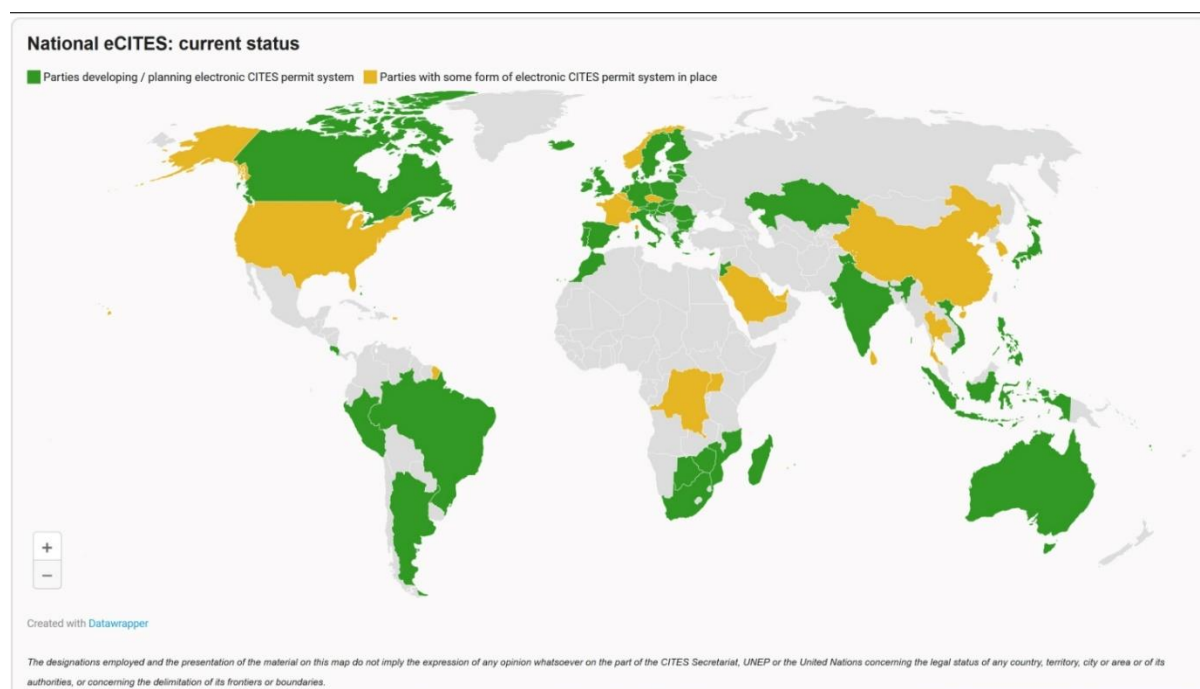 National eCITES: current status
Parties developing / planning electronic CITES permit system Parties with some form of electronic CITES permit system in place
+
−
Created with Datawrapper
The designations employed and the presentation of the material on this map do not imply the expression of any opinion whatsoever on the part of the CITES Secretariat, UNEP or the United Nations concerning the legal status of any country, territory, city or area or of its
authorities, or concerning the delimitation of its frontiers or boundaries.